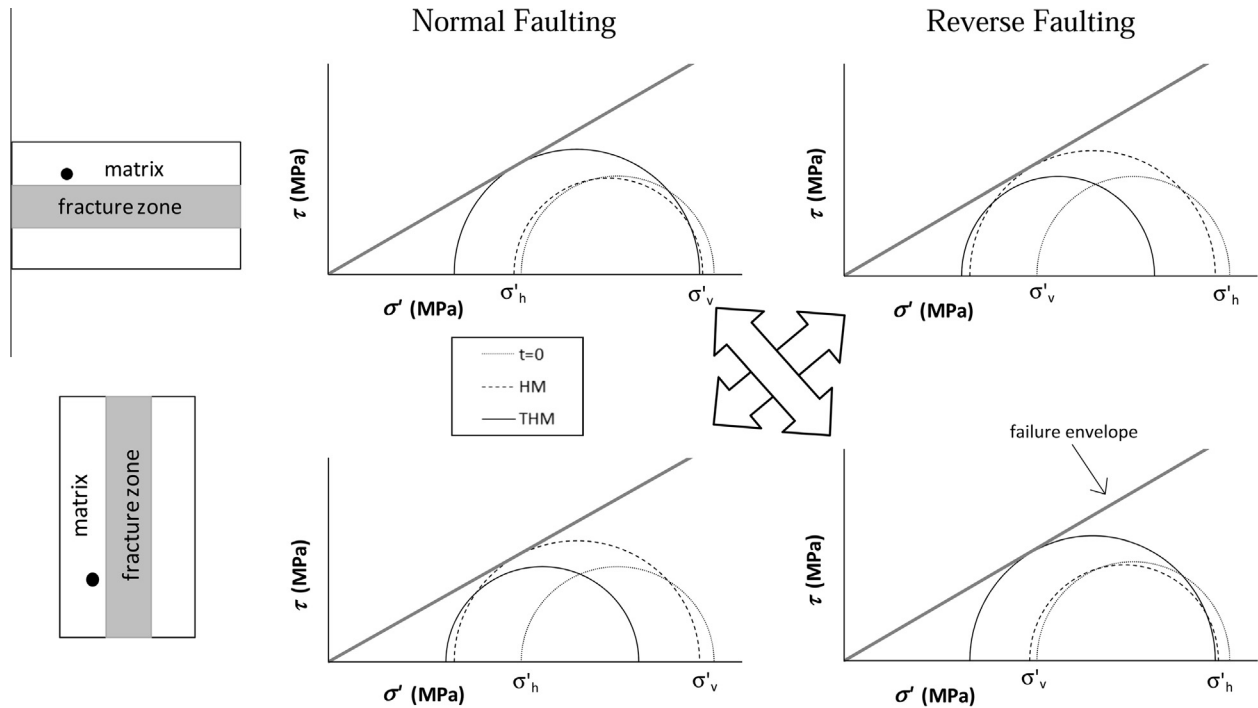 Normal Faulting
Reverse Faulting
matrix
fracture zone
τ (MPa)
σ'h
σ'v
σ' (MPa)
τ (MPa)
σ'v
σ'h
σ' (MPa)
t=0
HM
THM
matrix
fracture zone
τ (MPa)
σ'h
σ'v
σ' (MPa)
failure envelope
τ (MPa)
σ'v
σ'h
σ' (MPa)